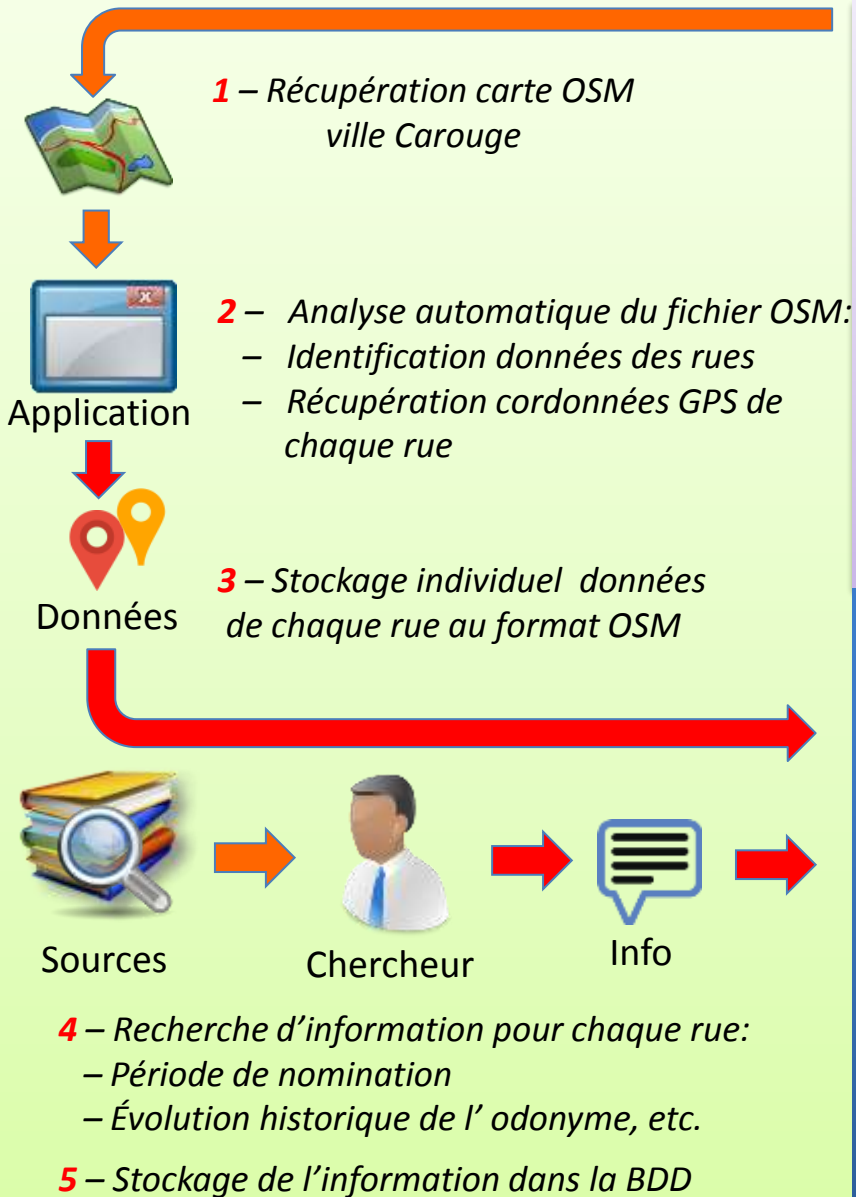 1 – Récupération carte OSM
ville Carouge
2 – Analyse automatique du fichier OSM:
– Identification données des rues
– Récupération cordonnées GPS de
chaque rue
Application
3 – Stockage individuel données
de chaque rue au format OSM
Données
Sources
Chercheur
Info
4 – Recherche d’information pour chaque rue:
– Période de nomination
– Évolution historique de l’ odonyme, etc.
5 – Stockage de l’information dans la BDD